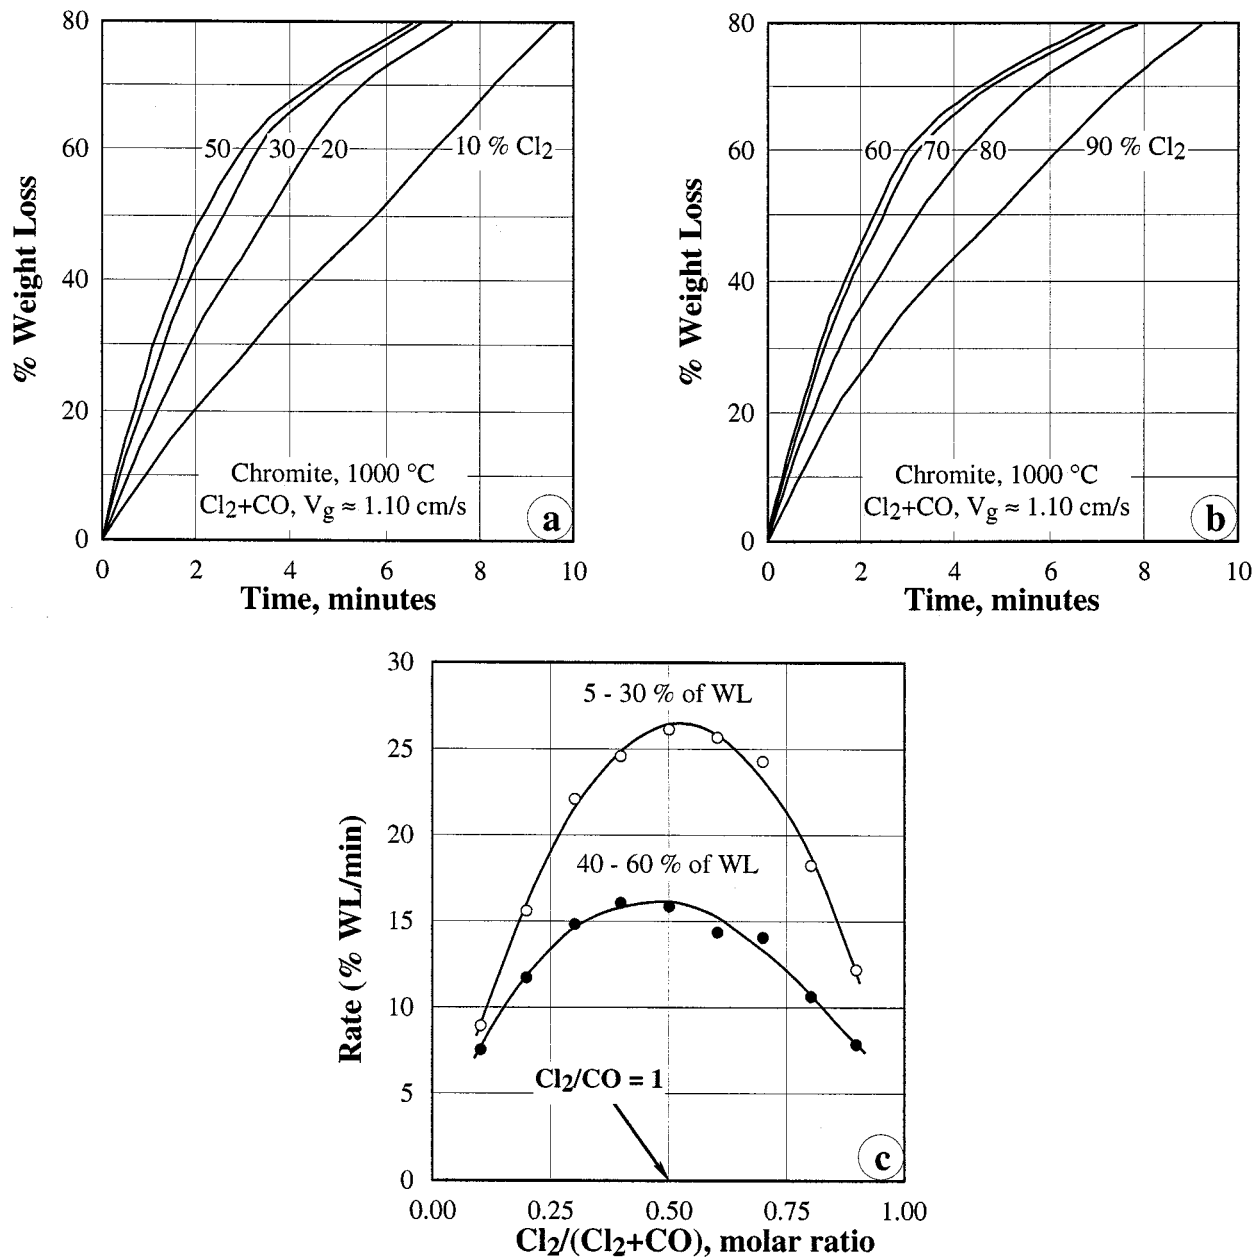 80
60
40
20
0
% Weight Loss
50
30
20
10 % Cl₂
Chromite, 1000 °C
Cl₂+CO, Vg ≈ 1.10 cm/s
a
0 2 4 6 8 10
Time, minutes
80
60
40
20
0
% Weight Loss
60
70
80
90 % Cl₂
Chromite, 1000 °C
Cl₂+CO, Vg ≈ 1.10 cm/s
b
0 2 4 6 8 10
Time, minutes
30
25
20
15
10
5
0
Rate (% WL/min)
5 - 30 % of WL
40 - 60 % of WL
Cl₂/CO = 1
c
0.00 0.25 0.50 0.75 1.00
Cl₂/(Cl₂+CO), molar ratio